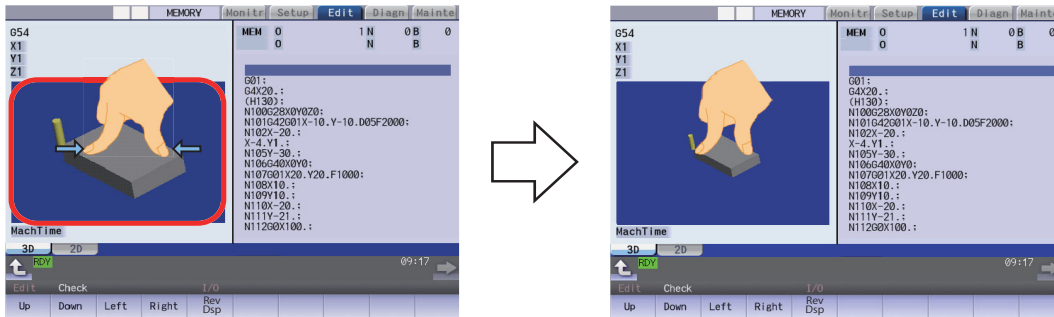 MEMORY Monitr Setup Edit Diagn Mainte
G54
X1
Y1
Z1
MachTime
3D 2D
MEM O 1 N 0 B 0
O N B
G01;
G4X20.;
(H130);
N100G28X0Y0Z0;
N101G42G01X-10.Y-10.D05F2000;
N102X-20.;
X-4.Y1.;
N105Y-30.;
N106G40X0Y0;
N107G01X20.Y20.F1000;
N108X10.;
N109Y10.;
N110X-20.;
N111Y-21.;
N112G0X100.;
RDY 09:17
Edit Check I/O
Up Down Left Right Rev Dsp
MEMORY Monitr Setup Edit Diagn Mainte
G54
X1
Y1
Z1
MachTime
3D 2D
MEM O 1 N 0 B 0
O N B
G01;
G4X20.;
(H130);
N100G28X0Y0Z0;
N101G42G01X-10.Y-10.D05F2000;
N102X-20.;
X-4.Y1.;
N105Y-30.;
N106G40X0Y0;
N107G01X20.Y20.F1000;
N108X10.;
N109Y10.;
N110X-20.;
N111Y-21.;
N112G0X100.;
RDY 09:17
Edit Check I/O
Up Down Left Right Rev Dsp